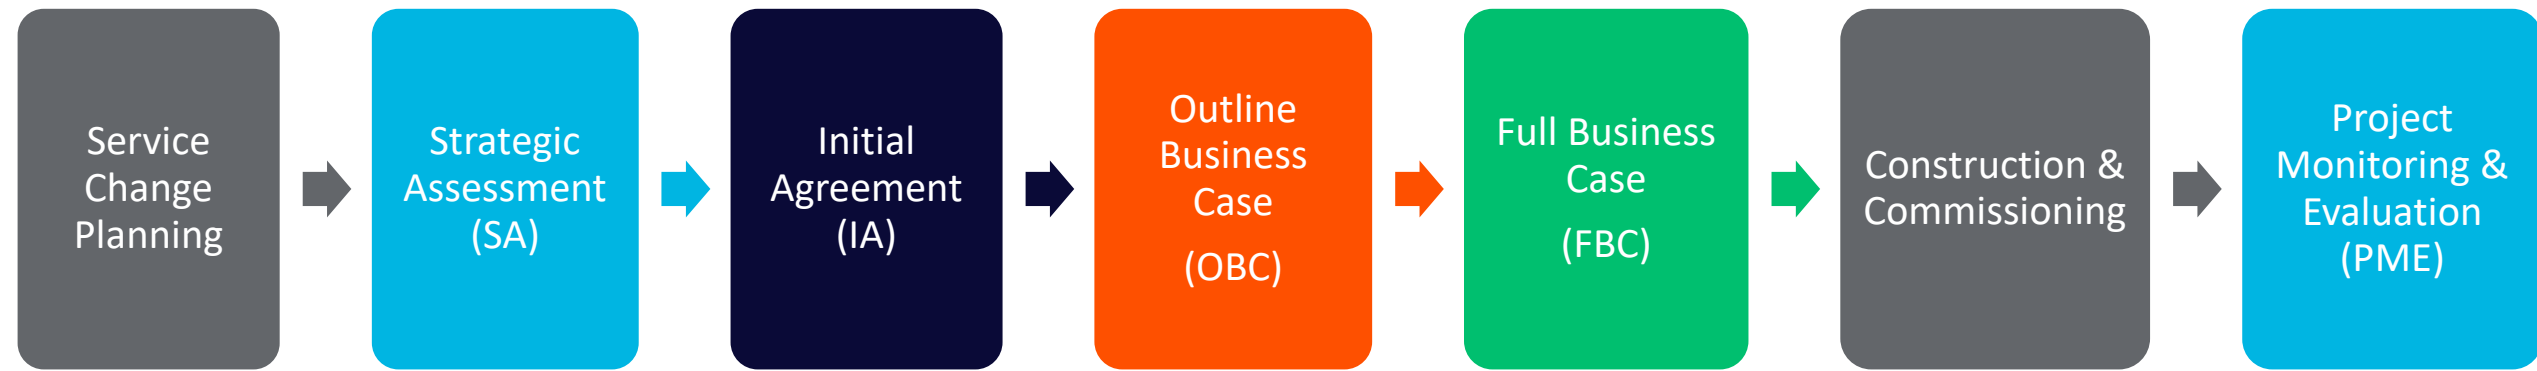 Service
Change
Planning
Strategic
Assessment
(SA)
Initial
Agreement
(IA)
Outline
Business
Case
(OBC)
Full Business
Case
(FBC)
Construction &
Commissioning
Project
Monitoring &
Evaluation
(PME)